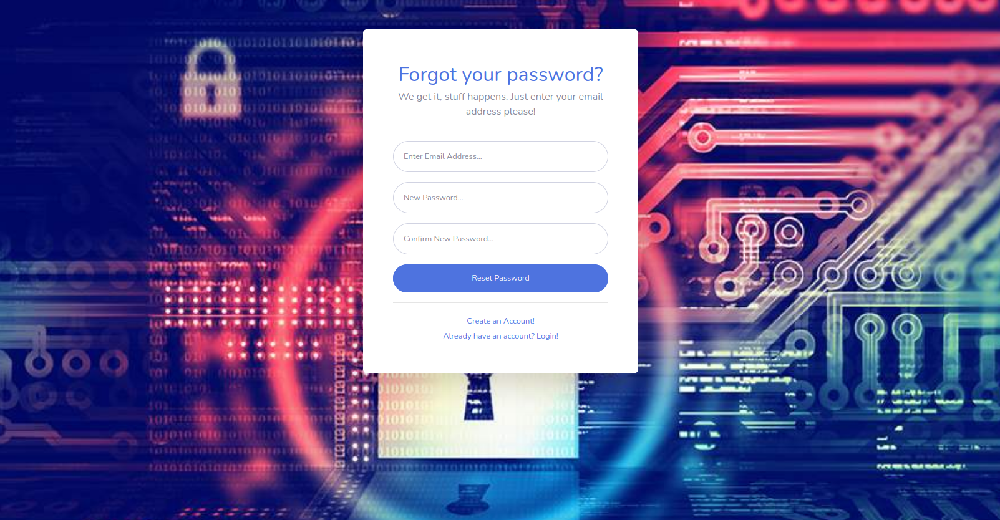 Forgot your password?
We get it, stuff happens. Just enter your email
address please!
Enter Email Address...
New Password...
Confirm New Password...
Reset Password
Create an Account!
Already have an account? Login!